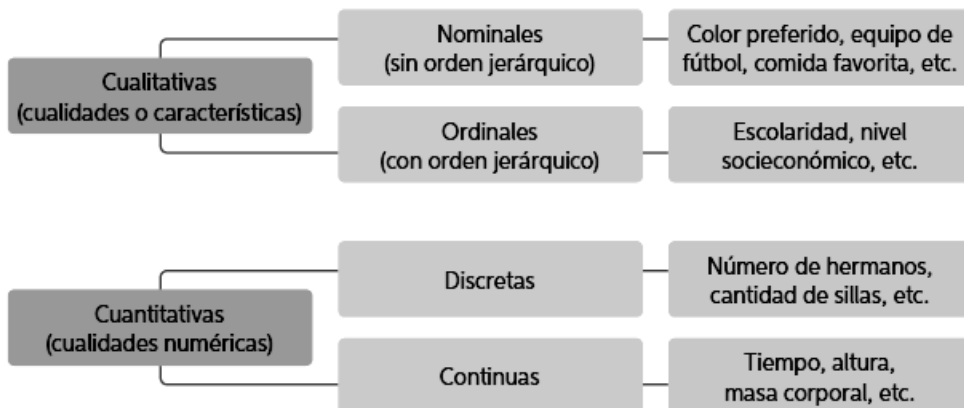 Cualitativas
(cualidades o características)
Nominales
(sin orden jerárquico)
Color preferido, equipo de
fútbol, comida favorita, etc.
Ordinales
(con orden jerárquico)
Escolaridad, nivel
socieconómico, etc.
Cuantitativas
(cualidades numéricas)
Discretas
Número de hermanos,
cantidad de sillas, etc.
Continuas
Tiempo, altura,
masa corporal, etc.